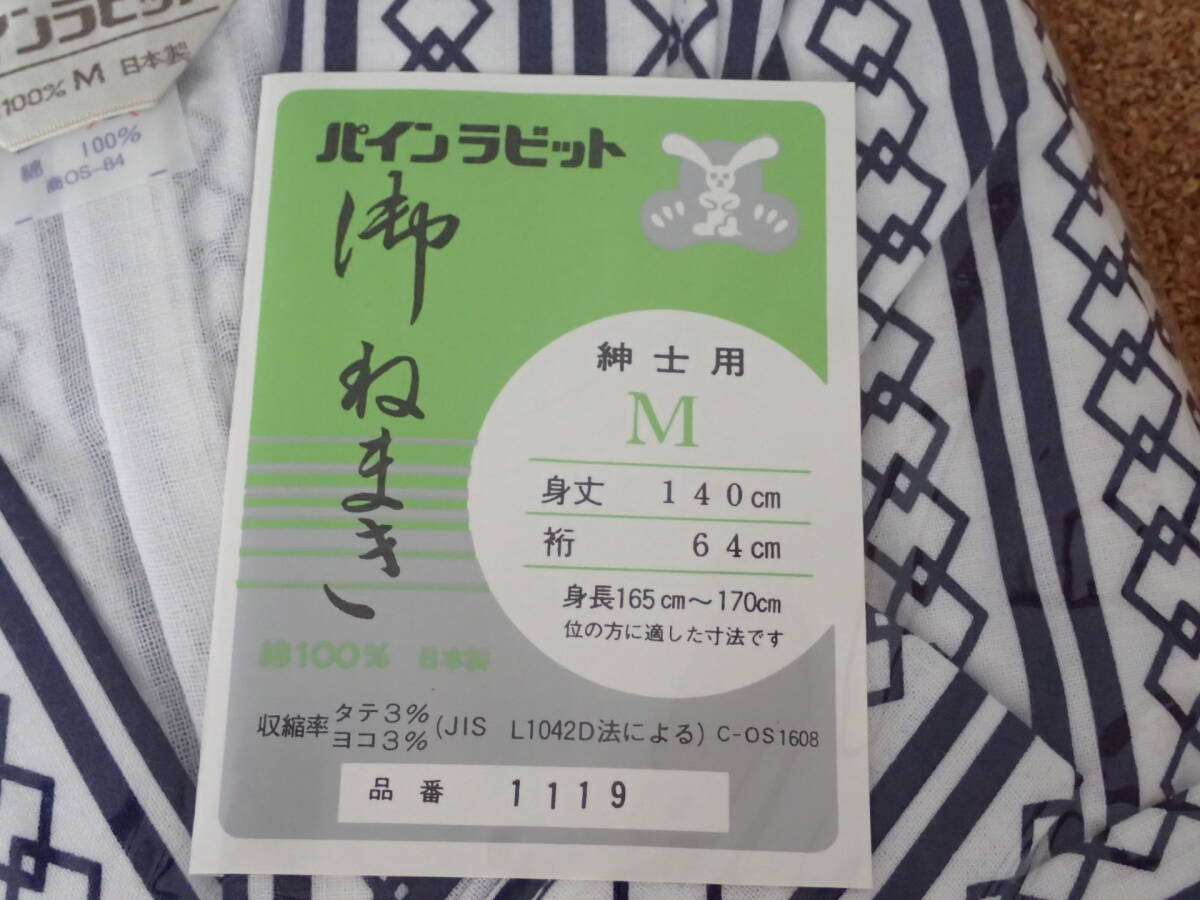 インラビット
100% M 日本製
綿 100%
商OS-84
パインラビット
御ねまき
紳士用
M
身丈 140cm
裄 64cm
身長165cm〜170cm
位の方に適した寸法です
綿100% 日本製
収縮率 タテ3% ヨコ3% (JIS L1042D法による) C-OS1608
品番 1119